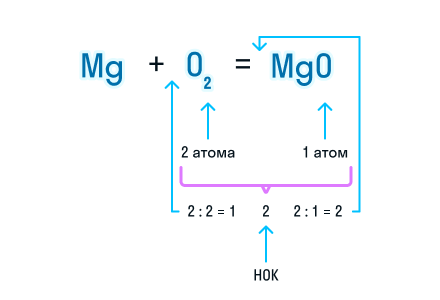 Mg + O₂ = MgO
2 атома 1 атом
2 : 2 = 1 2 2 : 1 = 2
НОК